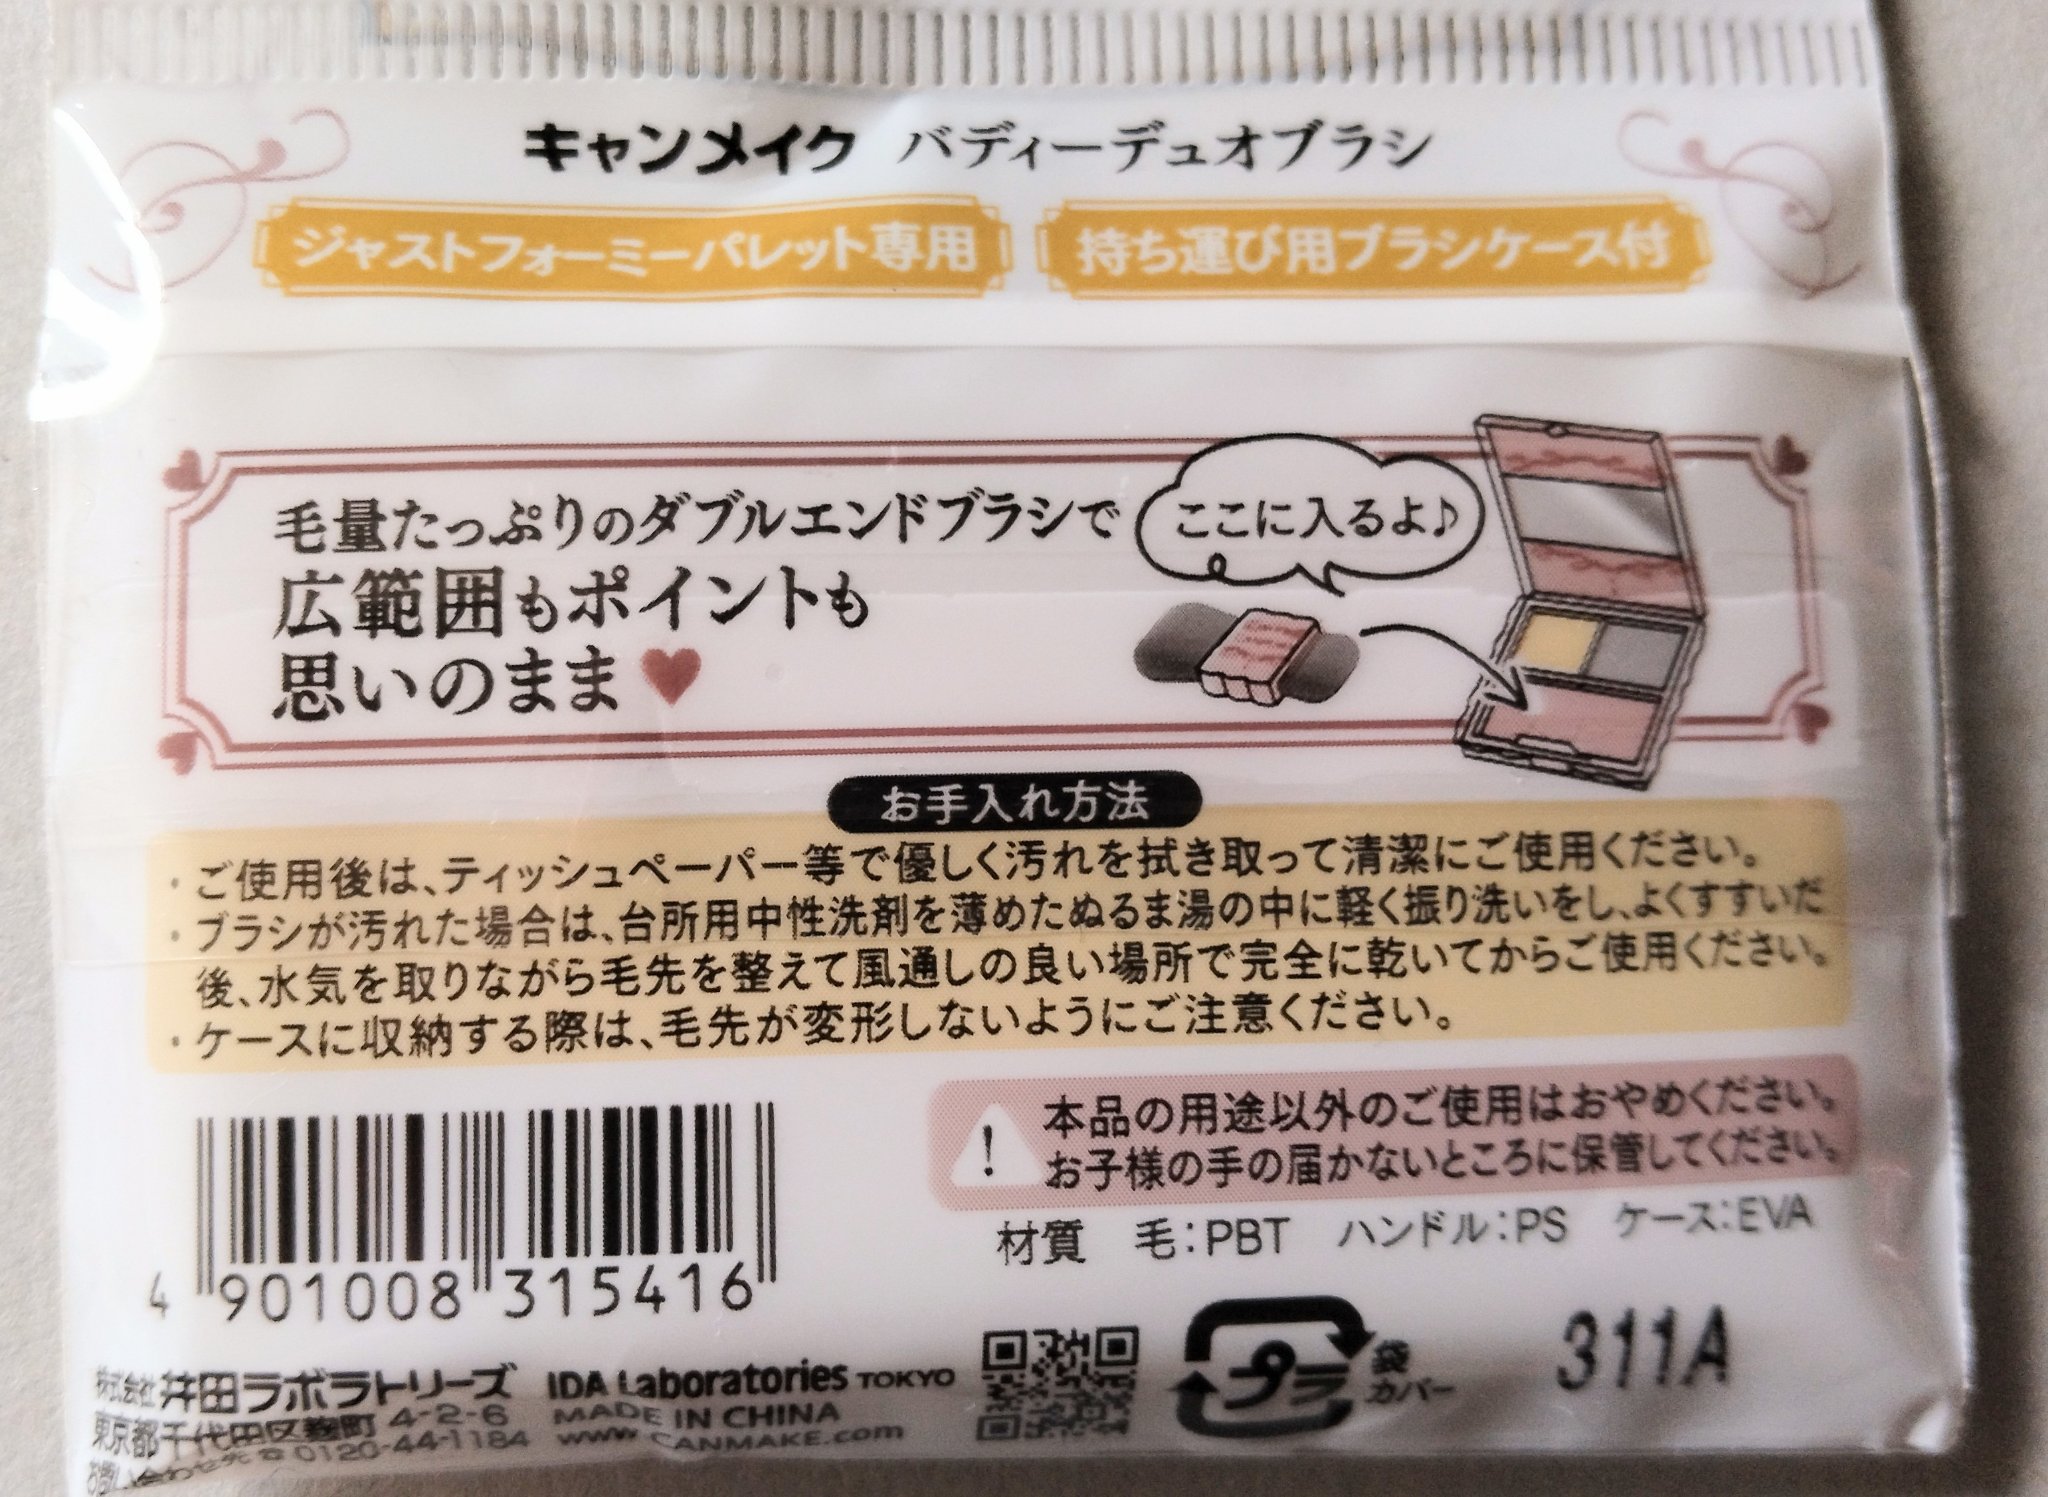 キャンメイク バディーデュオブラシ
ジャストフォーミーパレット専用 持ち運び用ブラシケース付
毛量たっぷりのダブルエンドブラシで
広範囲もポイントも
思いのまま♥
ここに入るよ♪
お手入れ方法
・ご使用後は、ティッシュペーパー等で優しく汚れを拭き取って清潔にご使用ください。
・ブラシが汚れた場合は、台所用中性洗剤を薄めたぬるま湯の中に軽く振り洗いをし、よくすすいだ
後、水気を取りながら毛先を整えて風通しの良い場所で完全に乾いてからご使用ください。
・ケースに収納する際は、毛先が変形しないようにご注意ください。
! 本品の用途以外のご使用はおやめください。
お子様の手の届かないところに保管してください。
材質 毛:PBT ハンドル:PS ケース:EVA
4 901008 315416
プラ 袋
カバー
311A
株式会社 井田ラボラトリーズ
東京都千代田区麹町 4-2-6
お問い合わせ先☎0120-44-1184
IDA Laboratories TOKYO
MADE IN CHINA
www.CANMAKE.com